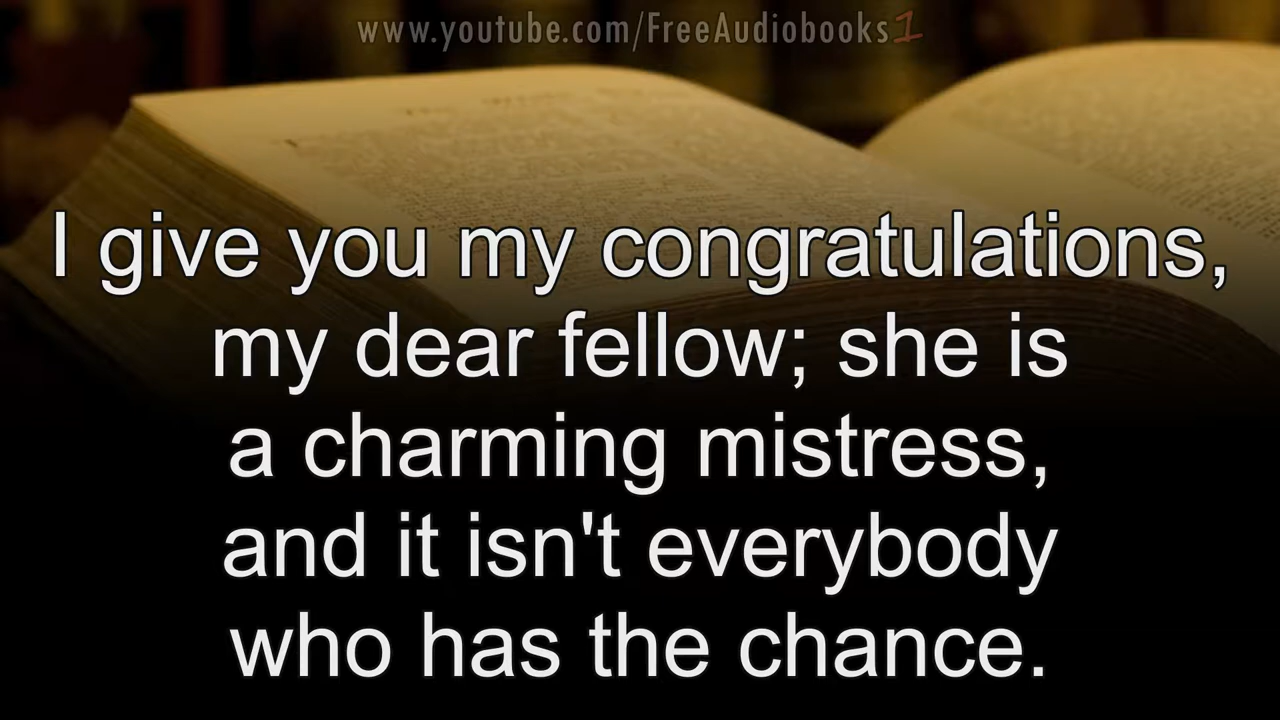 www.youtube.com/FreeAudiobooks1
I give you my congratulations,
my dear fellow; she is
a charming mistress,
and it isn't everybody
who has the chance.